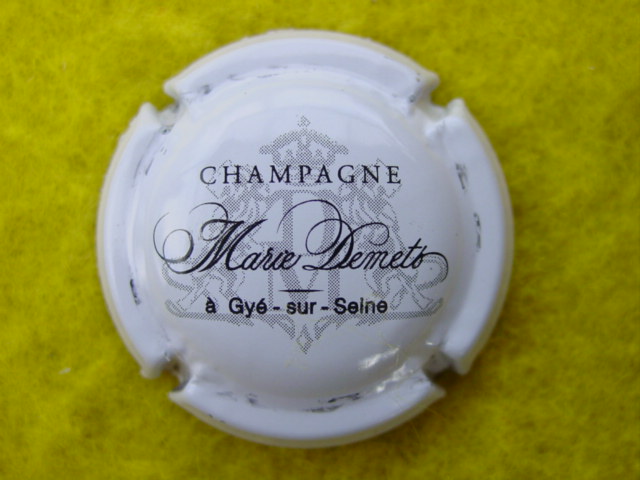 CHAMPAGNE
Marie Demets
à Gyé - sur - Seine